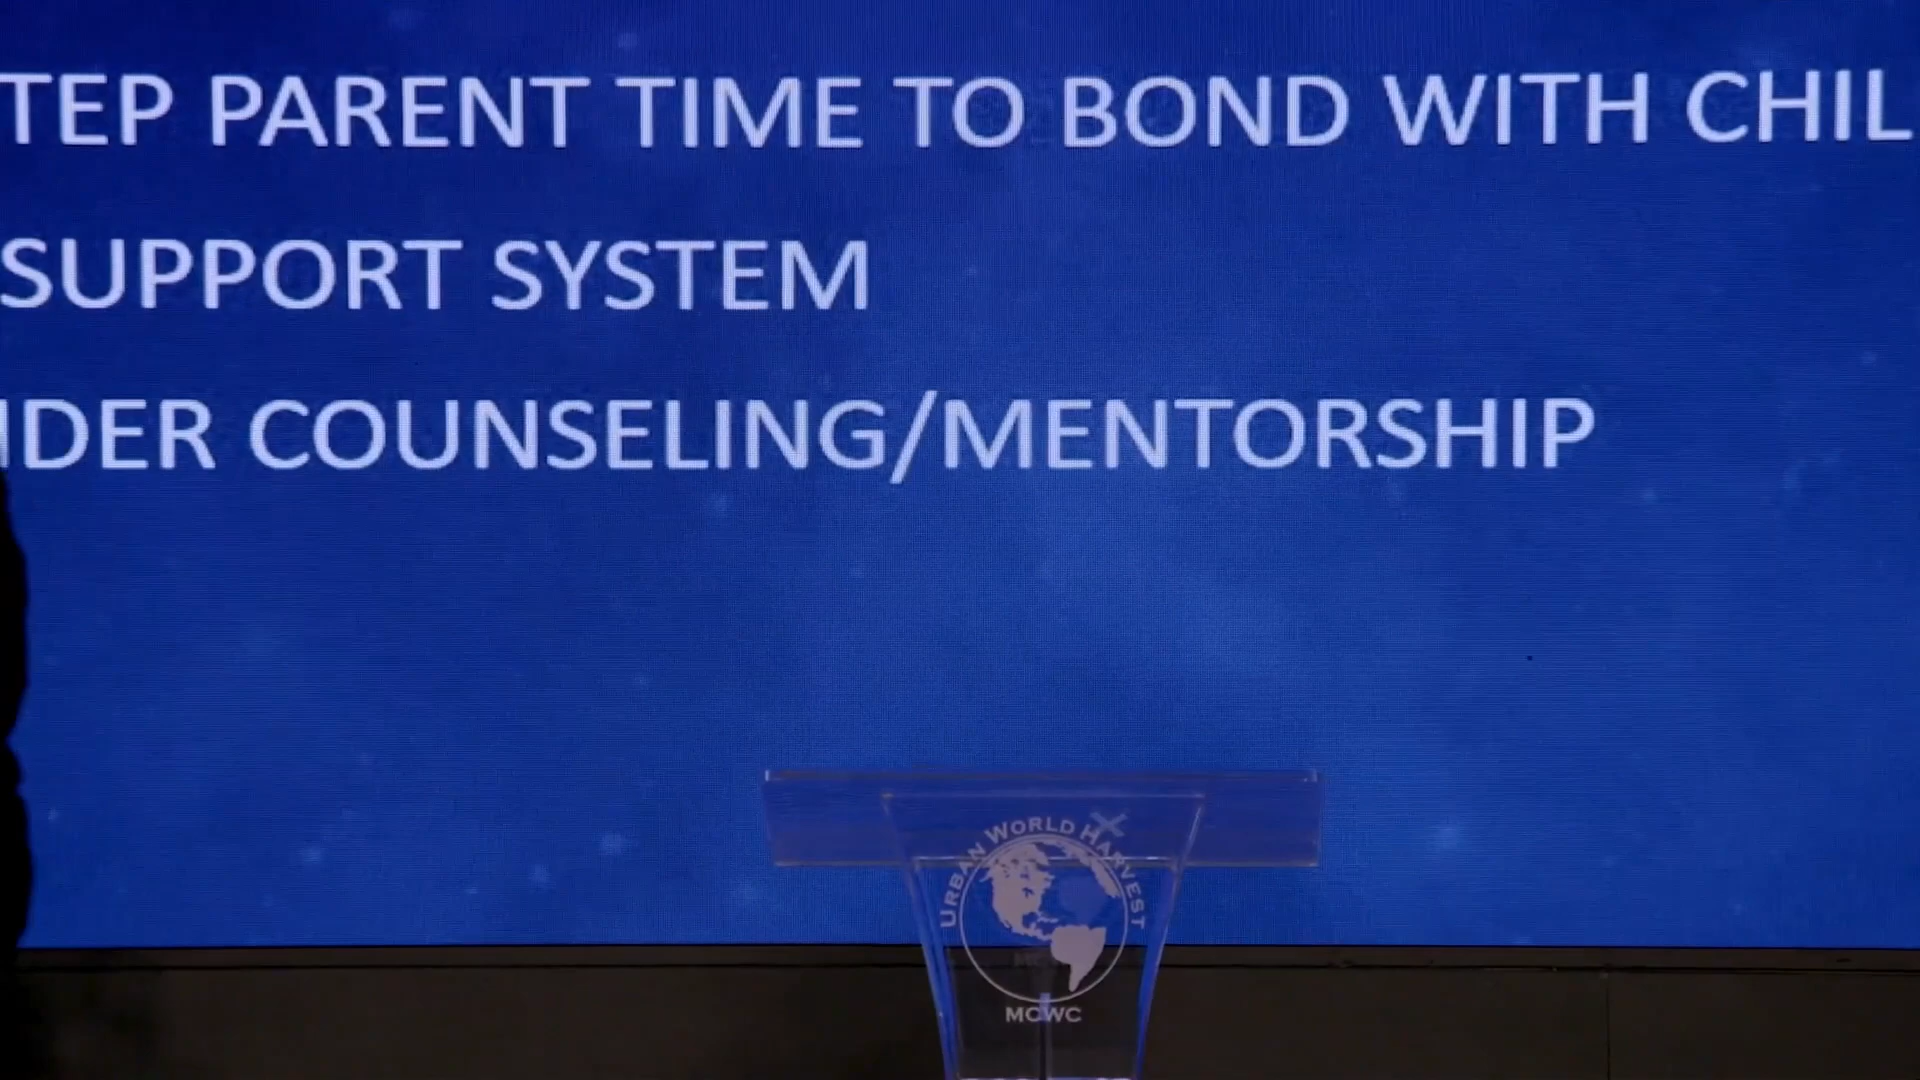 TEP PARENT TIME TO BOND WITH CHIL
SUPPORT SYSTEM
IDER COUNSELING/MENTORSHIP
URBAN WORLD HARVEST
MCWC